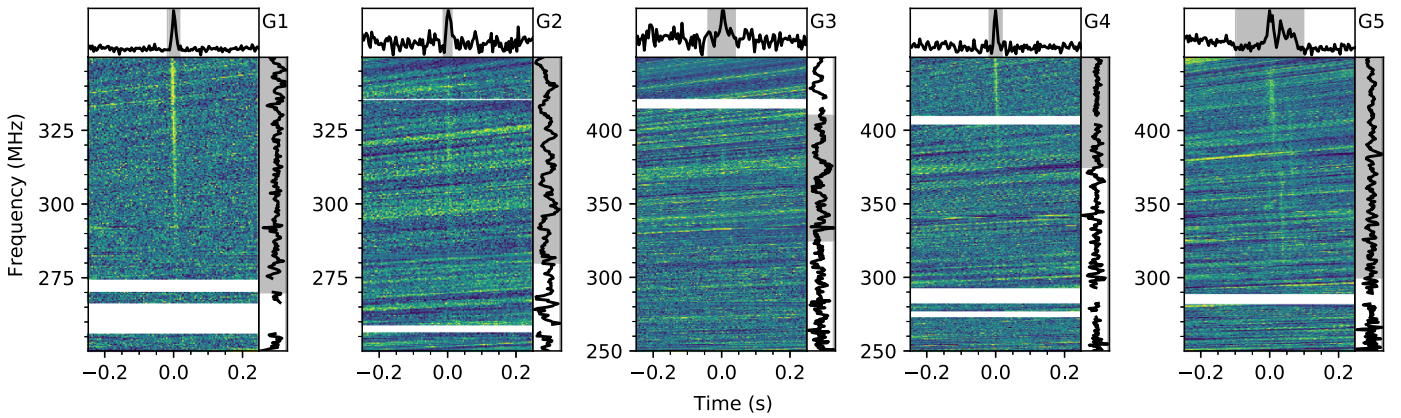 G1 G2 G3 G4 G5
Frequency (MHz)
325 325 400 400 400
300 300 350 350 350
275 275 300 300 300
250 250 250
−0.2 0.0 0.2 −0.2 0.0 0.2 −0.2 0.0 0.2 −0.2 0.0 0.2 −0.2 0.0 0.2
Time (s)